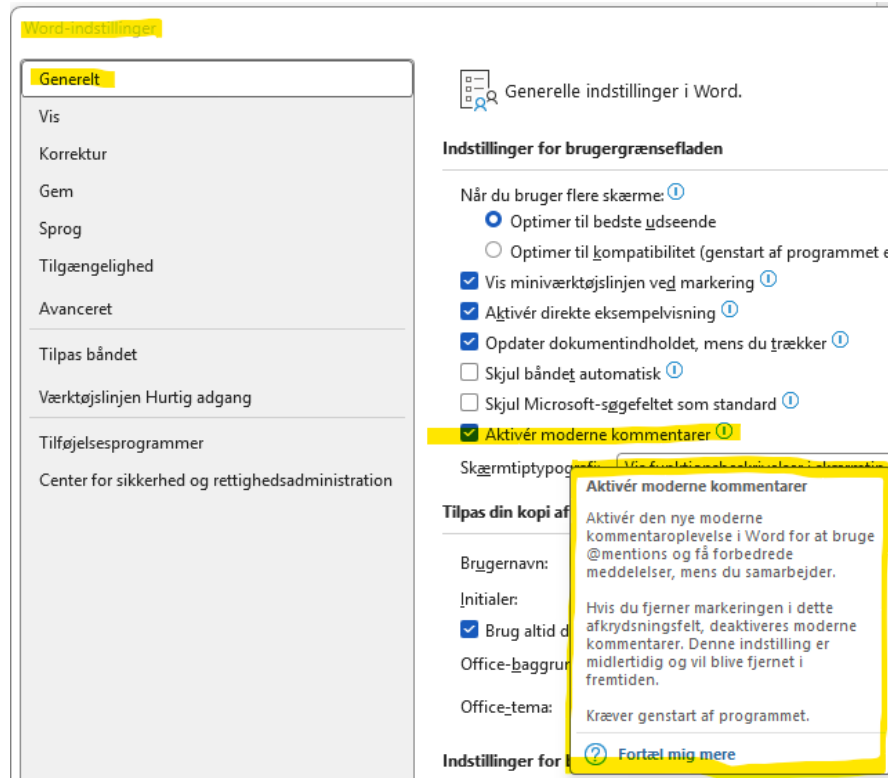 Word-indstillinger
Generelt
Vis
Korrektur
Gem
Sprog
Tilgængelighed
Avanceret
Tilpas båndet
Værktøjslinjen Hurtig adgang
Tilføjelsesprogrammer
Center for sikkerhed og rettighedsadministration
Generelle indstillinger i Word.
Indstillinger for brugergrænsefladen
Når du bruger flere skærme:
Optimer til bedste udseende
Optimer til kompatibilitet (genstart af programmet
Vis miniværktøjslinjen ved markering
Aktivér direkte eksempelvisning
Opdater dokumentindholdet, mens du trækker
Skjul båndet automatisk
Skjul Microsoft-søgefeltet som standard
Aktivér moderne kommentarer
Skærmtiptypografi: Vis funktionsbeskrivelser i skærmtip
Tilpas din kopi af
Brugernavn:
Initialer:
Brug altid
Office-baggrun
Office-tema:
Indstillinger for
Aktivér moderne kommentarer
Aktivér den nye moderne
kommentaroplevelse i Word for at bruge
@mentions og få forbedrede
meddelelser, mens du samarbejder.
Hvis du fjerner markeringen i dette
afkrydsningsfelt, deaktiveres moderne
kommentarer. Denne indstilling er
midlertidig og vil blive fjernet i
fremtiden.
Kræver genstart af programmet.
Fortæl mig mere